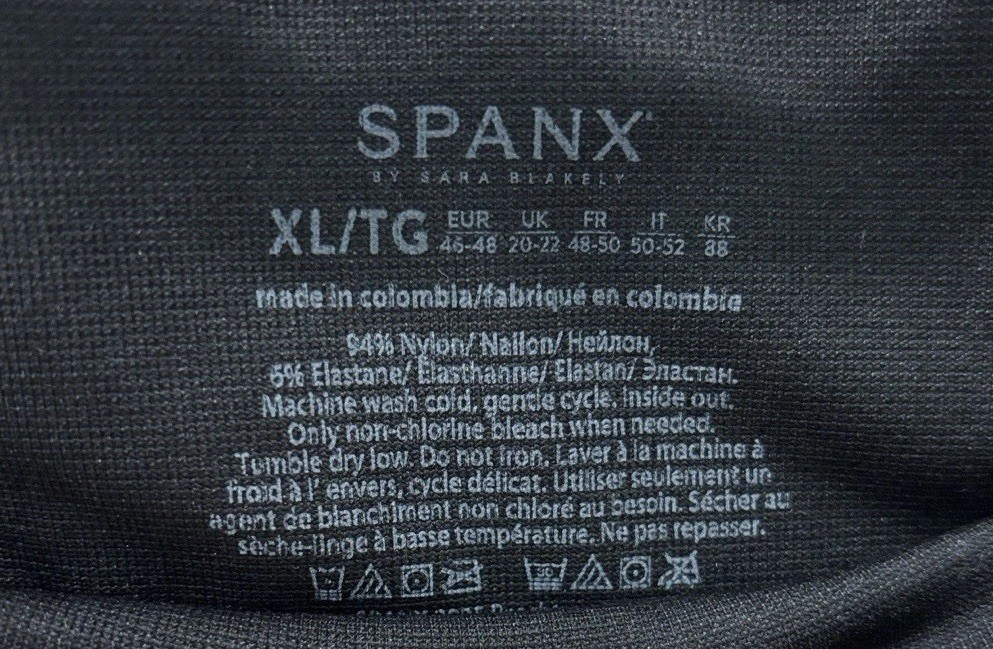 SPANX
BY SARA BLAKELY
XL/TG EUR 46-48 UK 20-22 FR 48-50 IT 50-52 KR 88
made in colombia/fabriqué en colombie
94% Nylon/ Nailon/ Нейлон,
6% Elastane/ Élasthanne/ Elastan/ Эластан.
Machine wash cold, gentle cycle, inside out.
Only non-chlorine bleach when needed.
Tumble dry low. Do not iron. Laver à la machine à
froid à l' envers, cycle délicat. Utiliser seulement un
agent de blanchiment non chloré au besoin. Sécher au
sèche-linge à basse température. Ne pas repasser.
30